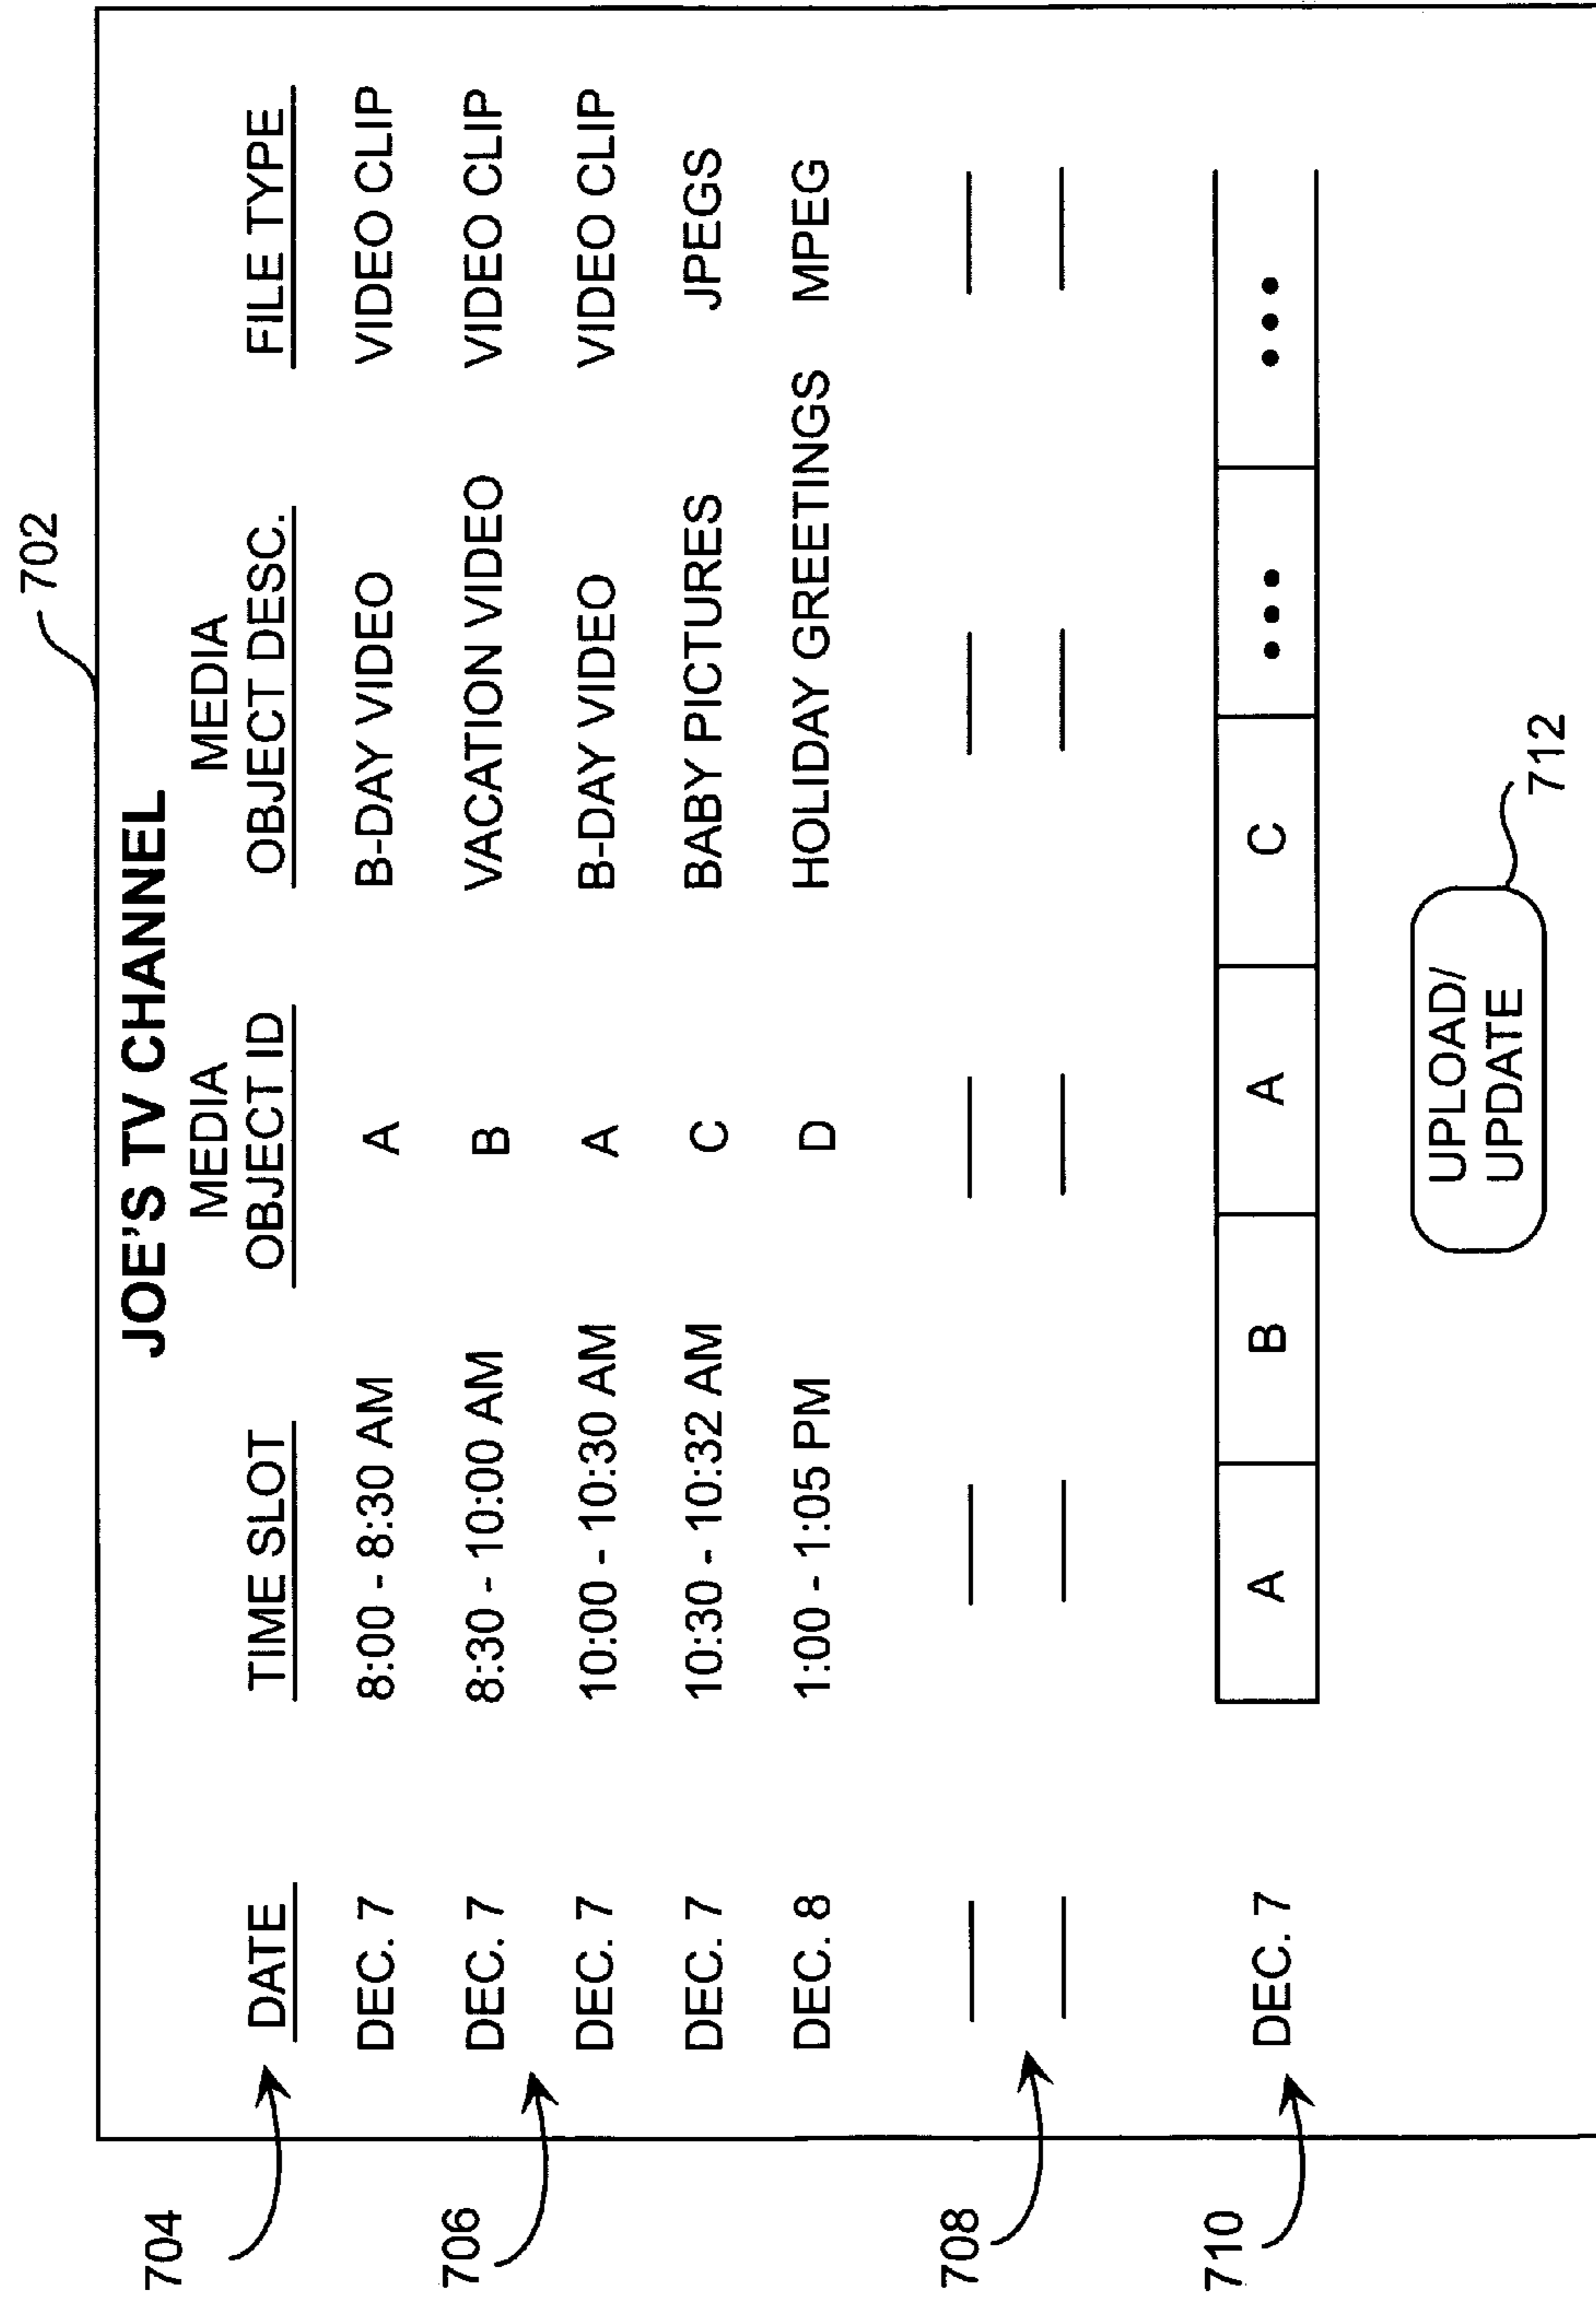 702
JOE'S TV CHANNEL
704
DATE TIME SLOT MEDIA OBJECT ID MEDIA OBJECT DESC. FILE TYPE
DEC. 7 8:00 - 8:30 AM A B-DAY VIDEO VIDEO CLIP
706
DEC. 7 8:30 - 10:00 AM B VACATION VIDEO VIDEO CLIP
DEC. 7 10:00 - 10:30 AM A B-DAY VIDEO VIDEO CLIP
DEC. 7 10:30 - 10:32 AM C BABY PICTURES JPEGS
DEC. 8 1:00 - 1:05 PM D HOLIDAY GREETINGS MPEG
708
710
DEC. 7 A B A C ... ...
UPLOAD/
UPDATE
712